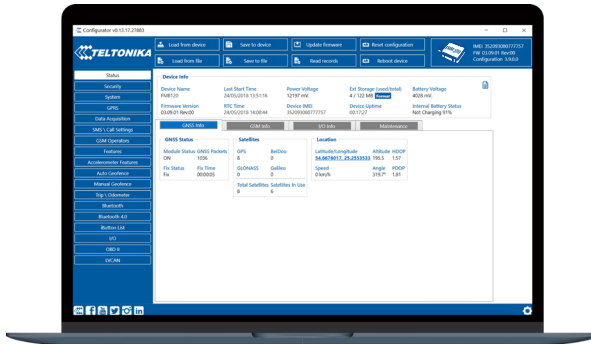 Configurator v0.13.17.27883
TELTONIKA
Load from device
Save to device
Update firmware
Reset configuration
Load from file
Save to file
Read records
Reboot device
IMEI 352093080777757
FW 03.09.01 Rev:00
Configuration 3.9.0.0
Status
Security
System
GPRS
Data Acquisition
SMS \ Call Settings
GSM Operators
Features
Accelerometer Features
Auto Geofence
Manual Geofence
Trip \ Odometer
Bluetooth
Bluetooth 4.0
iButton List
I/O
OBD II
LVCAN
Device Info
Device Name Last Start Time Power Voltage Ext Storage (used/total) Battery Voltage
FMB120 24/05/2018 13:51:16 12197 mV. 4 / 122 MB Format 4028 mV.
Firmware Version RTC Time Device IMEI Device Uptime Internal Battery Status
03.09.01 Rev:00 24/05/2018 14:08:44 352093080777757 00:17:27 Not Charging 91%
GNSS Info GSM Info I/O Info Maintenance
GNSS Status
Module Status GNSS Packets
ON 1036
Fix Status Fix Time
Fix 00:00:05
Satellites
GPS BeiDou
8 0
GLONASS Galileo
0 0
Total Satellites Satellites in Use
8 6
Location
Latitude/Longitude Altitude HDOP
54.6676017, 25.2553533 195.5 1.57
Speed Angle PDOP
0 km/h 319.7° 1.81